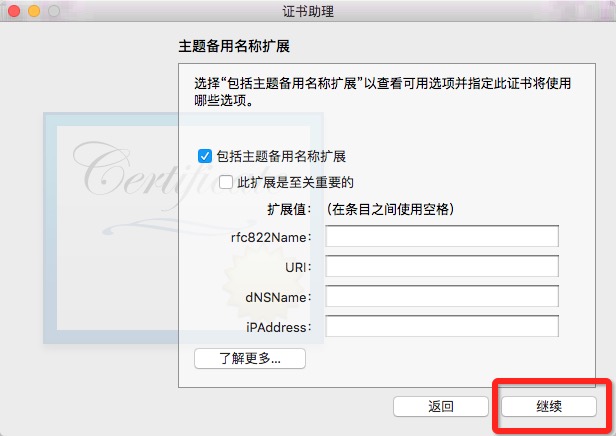 证书助理
主题备用名称扩展
选择“包括主题备用名称扩展”以查看可用选项并指定此证书将使用
哪些选项。
Certificate
包括主题备用名称扩展
此扩展是至关重要的
扩展值：（在条目之间使用空格）
rfc822Name：
URI：
dNSName：
iPAddress：
了解更多...
返回
继续